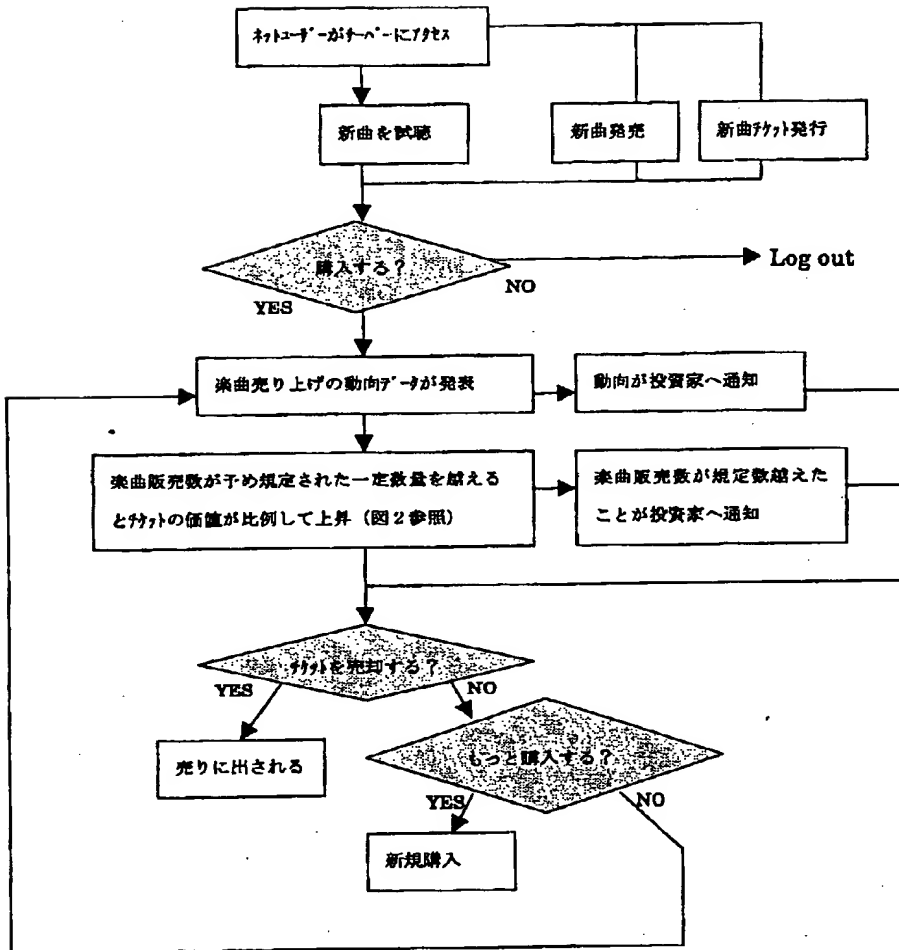 ネットユーザーがサーバーにアクセス
新曲を試聴
新曲発売
新曲チケット発行
購入する？
Log out
NO
YES
楽曲売り上げの動向データが発表
動向が投資家へ通知
楽曲販売数が予め規定された一定数量を越える
とチケットの価値が比例して上昇（図２参照）
楽曲販売数が規定数越えた
ことが投資家へ通知
チケットを売却する？
YES
NO
売りに出される
もっと購入する？
YES
NO
新規購入